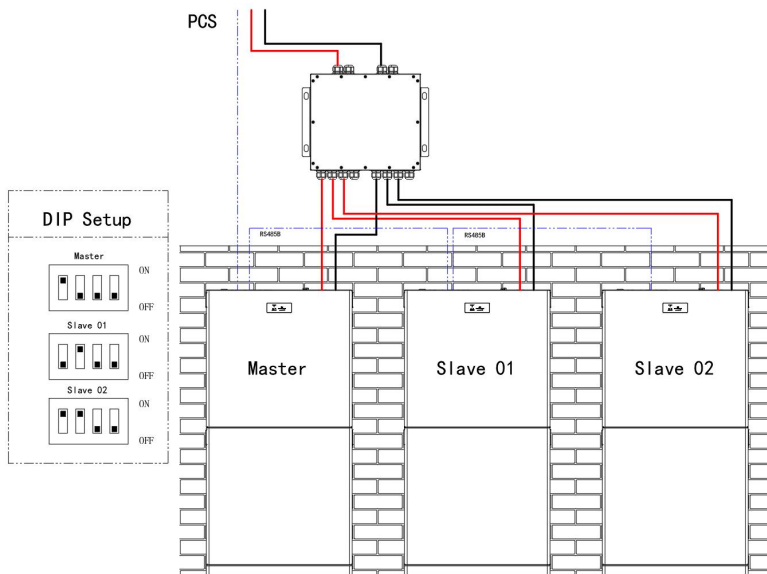 PCS
DIP Setup
Master
ON
OFF
Slave 01
ON
OFF
Slave 02
ON
OFF
RS485B
RS485B
Master
Slave 01
Slave 02